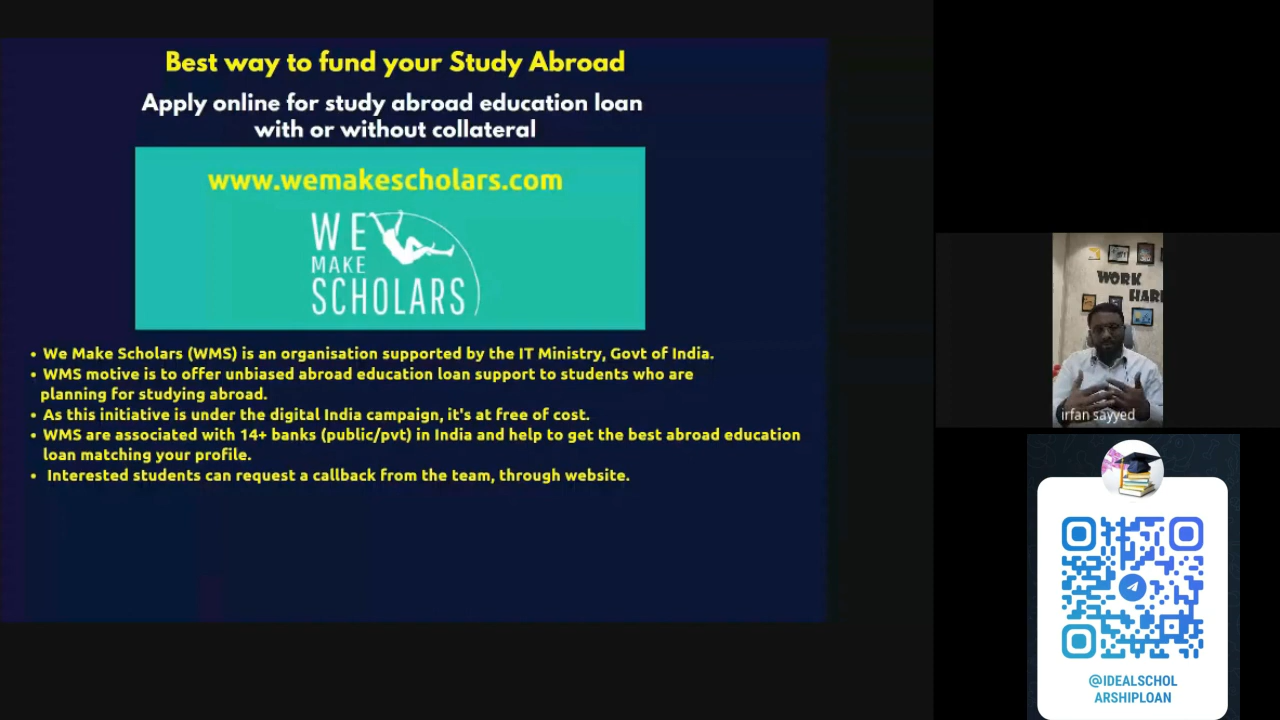 Best way to fund your Study Abroad
Apply online for study abroad education loan
with or without collateral
www.wemakescholars.com
WE
MAKE
SCHOLARS
• We Make Scholars (WMS) is an organisation supported by the IT Ministry, Govt of India.
• WMS motive is to offer unbiased abroad education loan support to students who are
planning for studying abroad.
• As this initiative is under the digital India campaign, it's at free of cost.
• WMS are associated with 14+ banks (public/pvt) in India and help to get the best abroad education
loan matching your profile.
• Interested students can request a callback from the team, through website.
WORK
HARD
irfan sayyed
@IDEALSCHOL
ARSHIPLOAN